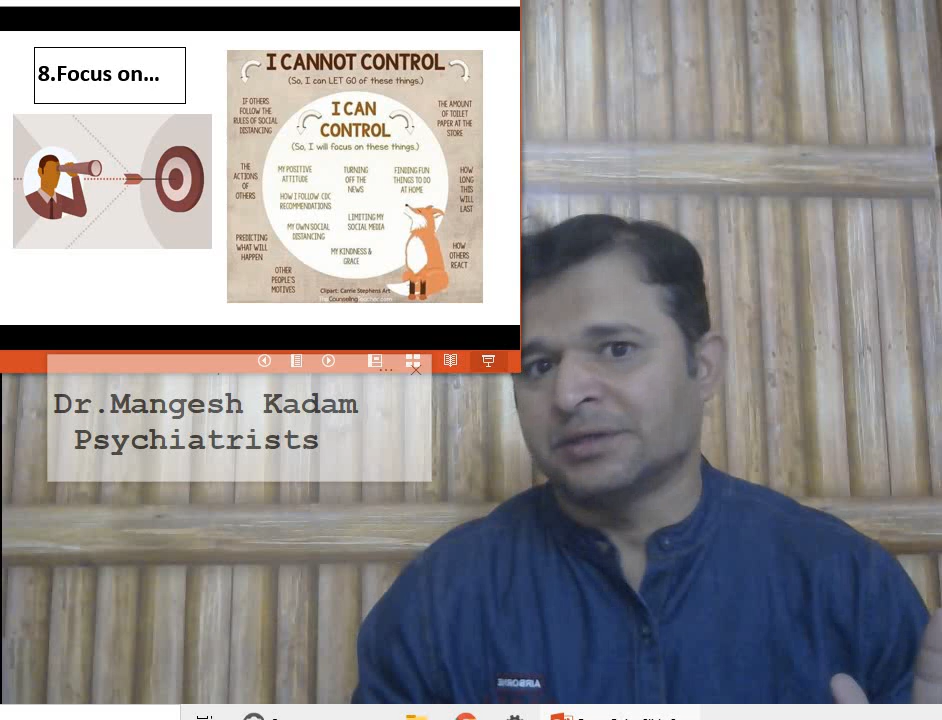 8.Focus on...
I CANNOT CONTROL
(So, I can LET GO of these things.)
IF OTHERS
FOLLOW THE
RULES OF SOCIAL
DISTANCING
THE
ACTIONS
OF
OTHERS
PREDICTING
WHAT WILL
HAPPEN
OTHER
PEOPLE'S
MOTIVES
I CAN
CONTROL
(So, I will focus on these things.)
MY POSITIVE
ATTITUDE
TURNING
OFF THE
NEWS
FINDING FUN
THINGS TO DO
AT HOME
HOW I FOLLOW CDC
RECOMMENDATIONS
LIMITING MY
SOCIAL MEDIA
MY OWN SOCIAL
DISTANCING
MY KINDNESS &
GRACE
THE AMOUNT
OF TOILET
PAPER AT THE
STORE
HOW
LONG
THIS
WILL
LAST
HOW
OTHERS
REACT
Clipart: Carrie Stephens Art
TheCounselingTeacher.com
Dr.Mangesh Kadam
Psychiatrists
AIRBORNE